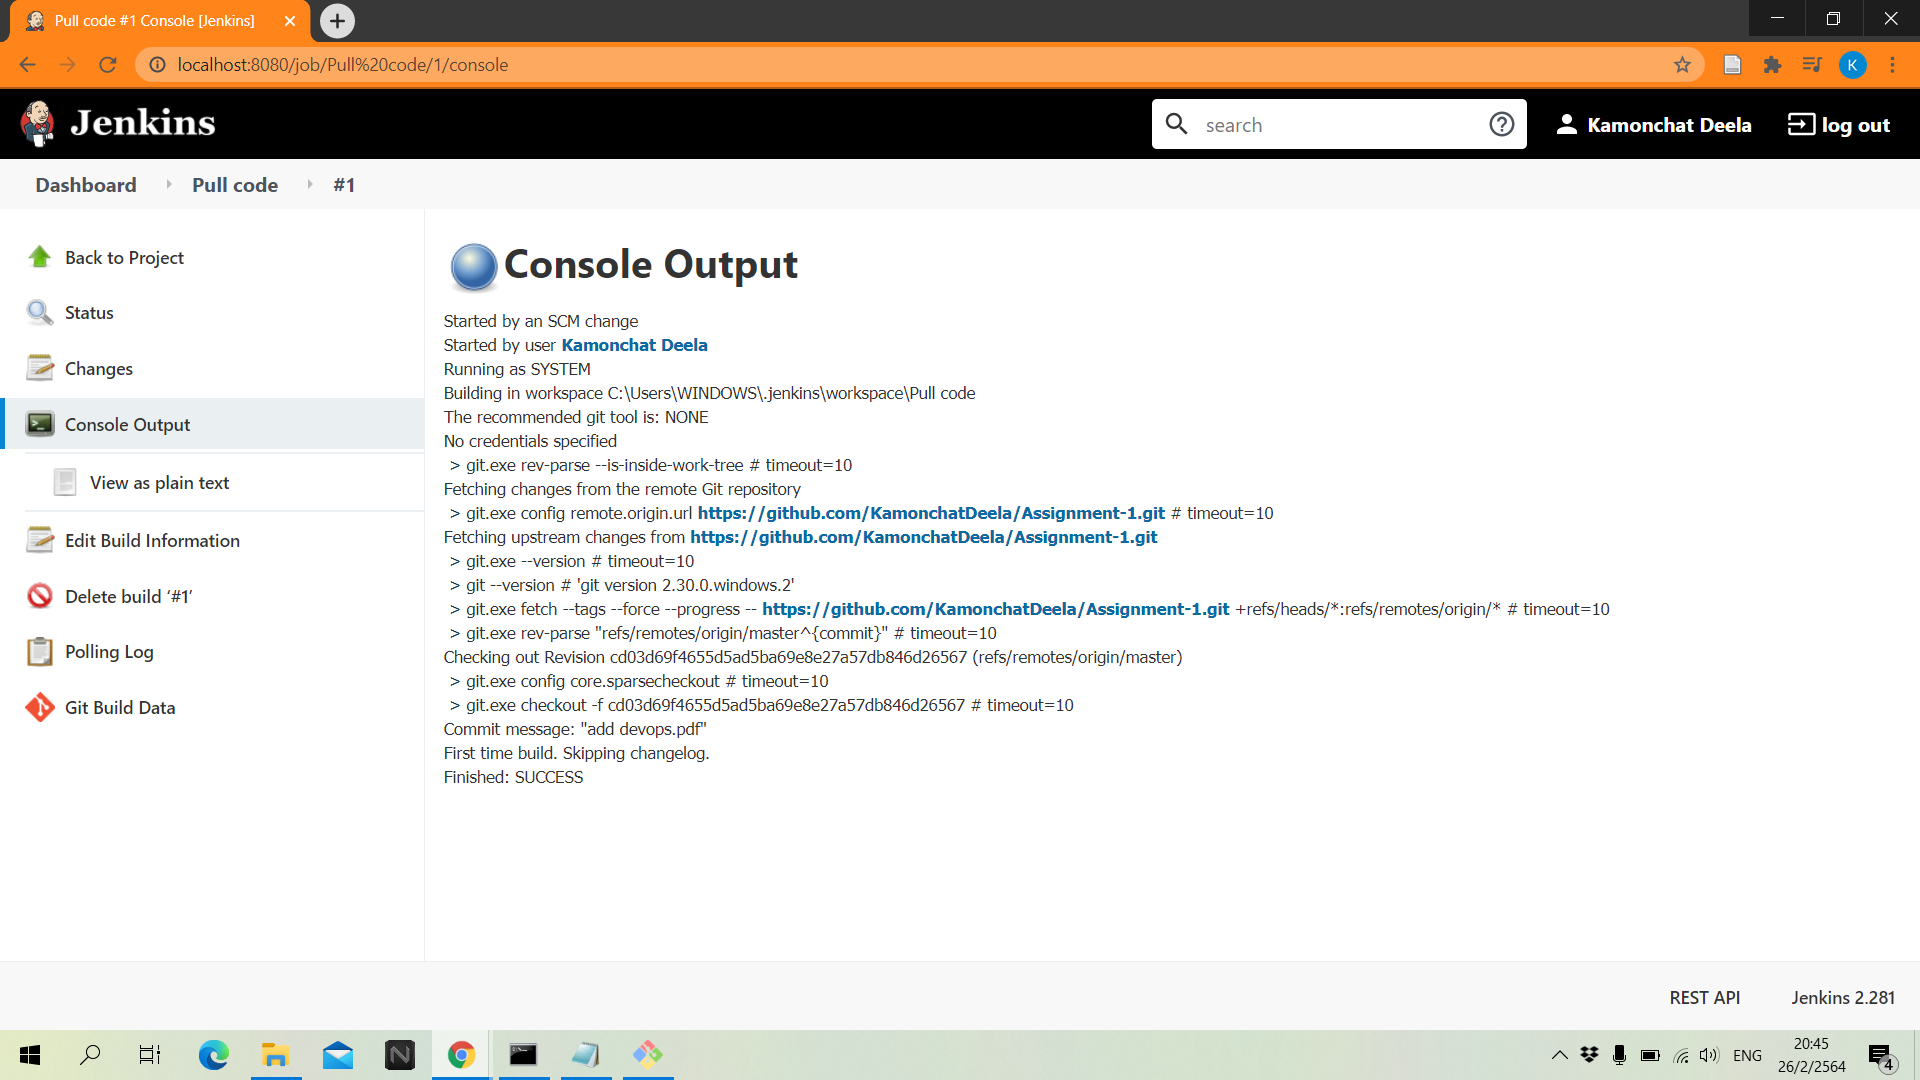 Pull code #1 Console [Jenkins]
localhost:8080/job/Pull%20code/1/console
K
Jenkins
search
Kamonchat Deela
log out
Dashboard
Pull code
#1
Back to Project
Status
Changes
Console Output
View as plain text
Edit Build Information
Delete build ‘#1’
Polling Log
Git Build Data
Console Output
Started by an SCM change
Started by user Kamonchat Deela
Running as SYSTEM
Building in workspace C:\Users\WINDOWS\.jenkins\workspace\Pull code
The recommended git tool is: NONE
No credentials specified
> git.exe rev-parse --is-inside-work-tree # timeout=10
Fetching changes from the remote Git repository
> git.exe config remote.origin.url https://github.com/KamonchatDeela/Assignment-1.git # timeout=10
Fetching upstream changes from https://github.com/KamonchatDeela/Assignment-1.git
> git.exe --version # timeout=10
> git --version # 'git version 2.30.0.windows.2'
> git.exe fetch --tags --force --progress -- https://github.com/KamonchatDeela/Assignment-1.git +refs/heads/*:refs/remotes/origin/* # timeout=10
> git.exe rev-parse "refs/remotes/origin/master^{commit}" # timeout=10
Checking out Revision cd03d69f4655d5ad5ba69e8e27a57db846d26567 (refs/remotes/origin/master)
> git.exe config core.sparsecheckout # timeout=10
> git.exe checkout -f cd03d69f4655d5ad5ba69e8e27a57db846d26567 # timeout=10
Commit message: "add devops.pdf"
First time build. Skipping changelog.
Finished: SUCCESS
REST API
Jenkins 2.281
N
ENG
20:45
26/2/2564
4